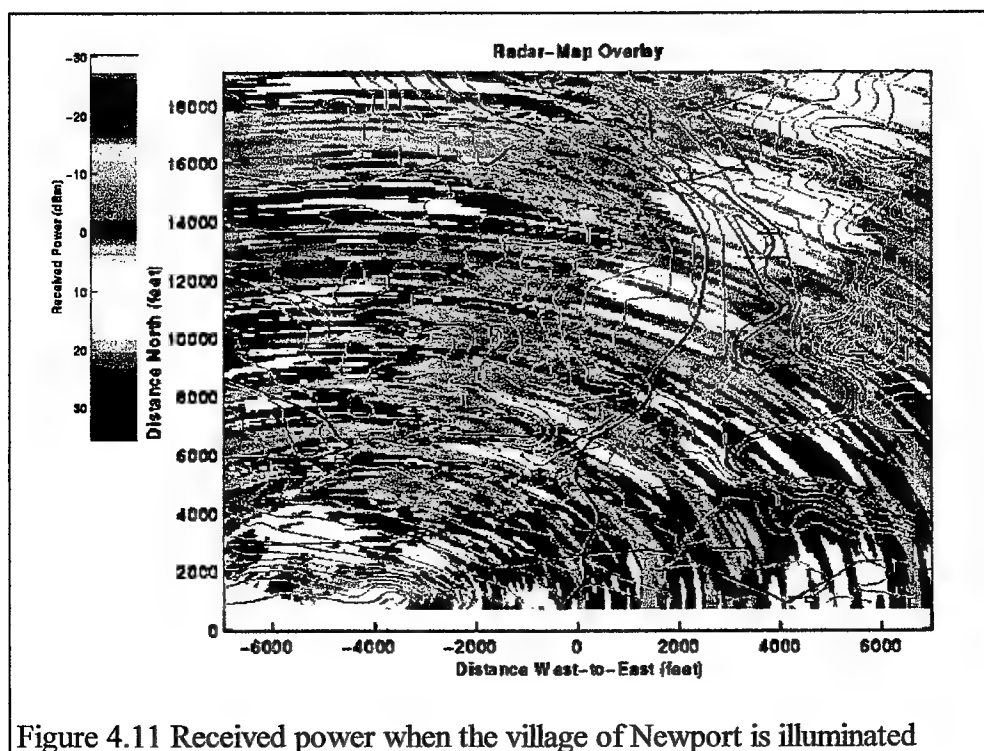 Radar-Map Overlay
-30
-20
-10
0
10
20
30
Received Power (dBm)
18000
16000
14000
12000
10000
8000
6000
4000
2000
0
Distance North (feet)
-6000 -4000 -2000 0 2000 4000 6000
Distance West-to-East (feet)
Figure 4.11 Received power when the village of Newport is illuminated